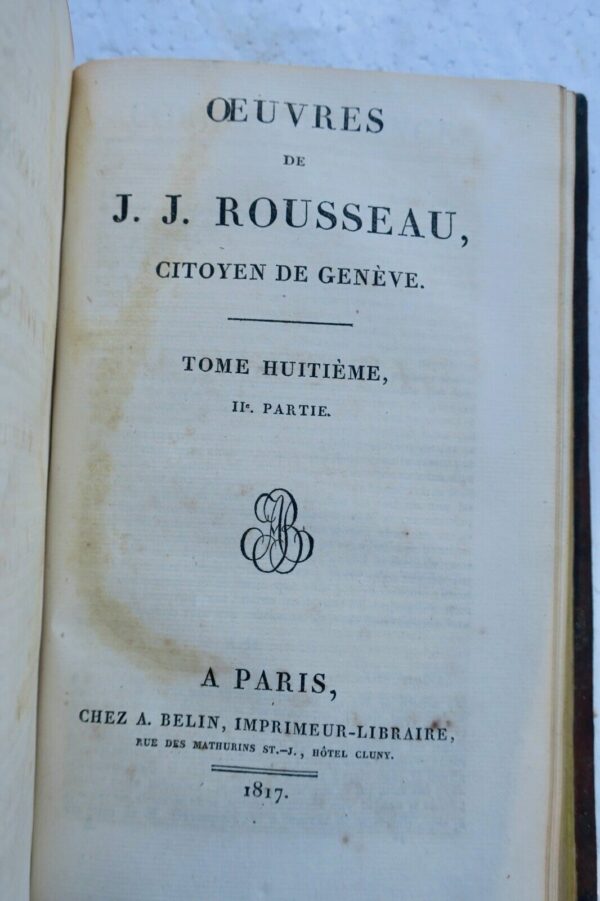 ŒUVRES
DE
J. J. ROUSSEAU,
CITOYEN DE GENÈVE.
TOME HUITIÈME,
IIe. PARTIE.
A PARIS,
CHEZ A. BELIN, IMPRIMEUR-LIBRAIRE,
RUE DES MATHURINS ST.-J., HÔTEL CLUNY.
1817.